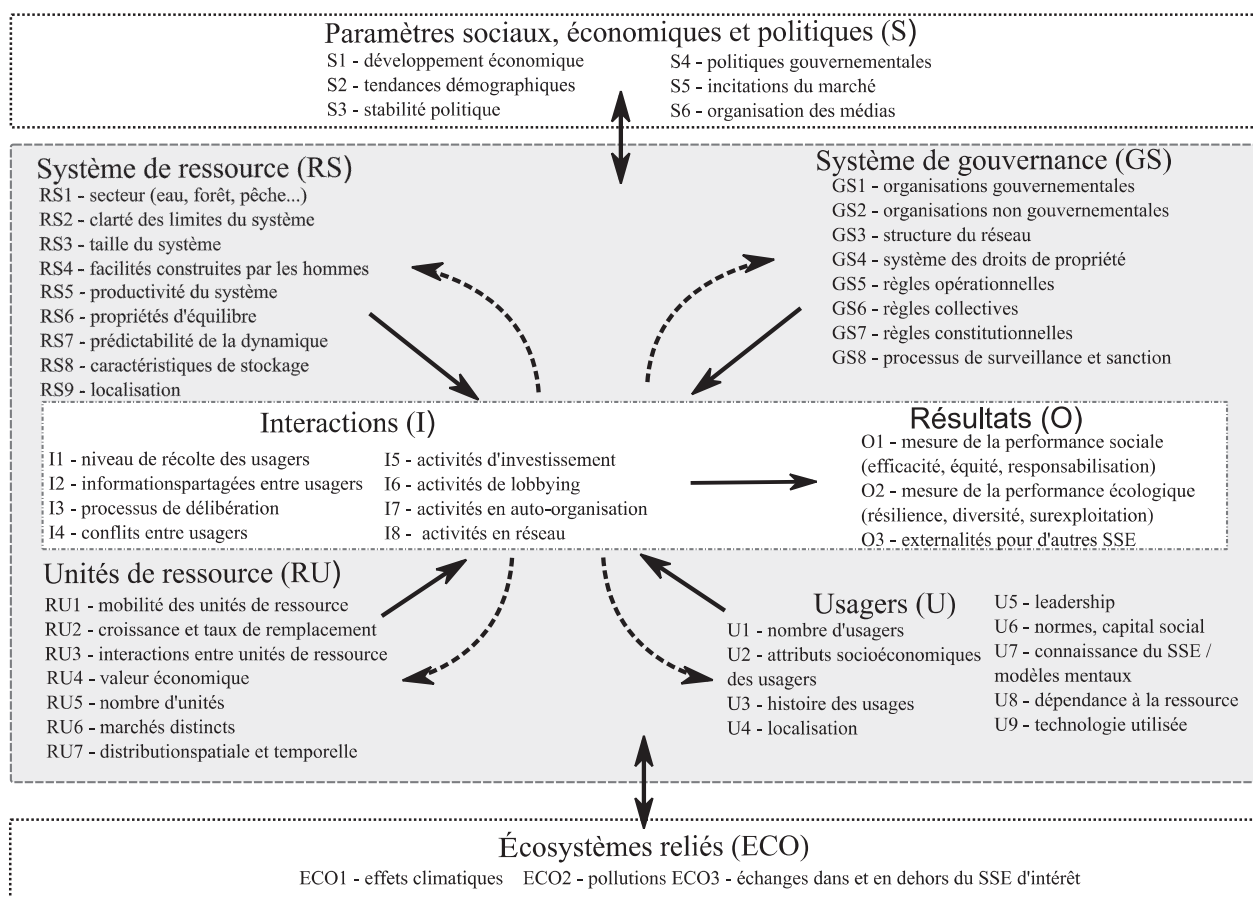 Paramètres sociaux, économiques et politiques (S)
S1 - développement économique
S2 - tendances démographiques
S3 - stabilité politique
S4 - politiques gouvernementales
S5 - incitations du marché
S6 - organisation des médias
Système de ressource (RS)
RS1 - secteur (eau, forêt, pêche...)
RS2 - clarté des limites du système
RS3 - taille du système
RS4 - facilités construites par les hommes
RS5 - productivité du système
RS6 - propriétés d'équilibre
RS7 - prédictabilité de la dynamique
RS8 - caractéristiques de stockage
RS9 - localisation
Système de gouvernance (GS)
GS1 - organisations gouvernementales
GS2 - organisations non gouvernementales
GS3 - structure du réseau
GS4 - système des droits de propriété
GS5 - règles opérationnelles
GS6 - règles collectives
GS7 - règles constitutionnelles
GS8 - processus de surveillance et sanction
Interactions (I)
I1 - niveau de récolte des usagers
I2 - informationspartagées entre usagers
I3 - processus de délibération
I4 - conflits entre usagers
I5 - activités d'investissement
I6 - activités de lobbying
I7 - activités en auto-organisation
I8 - activités en réseau
Résultats (O)
O1 - mesure de la performance sociale
(efficacité, équité, responsabilisation)
O2 - mesure de la performance écologique
(résilience, diversité, surexploitation)
O3 - externalités pour d'autres SSE
Unités de ressource (RU)
RU1 - mobilité des unités de ressource
RU2 - croissance et taux de remplacement
RU3 - interactions entre unités de ressource
RU4 - valeur économique
RU5 - nombre d'unités
RU6 - marchés distincts
RU7 - distributionspatiale et temporelle
Usagers (U)
U1 - nombre d'usagers
U2 - attributs socioéconomiques
des usagers
U3 - histoire des usages
U4 - localisation
U5 - leadership
U6 - normes, capital social
U7 - connaissance du SSE /
modèles mentaux
U8 - dépendance à la ressource
U9 - technologie utilisée
Écosystèmes reliés (ECO)
ECO1 - effets climatiques ECO2 - pollutions ECO3 - échanges dans et en dehors du SSE d'intérêt